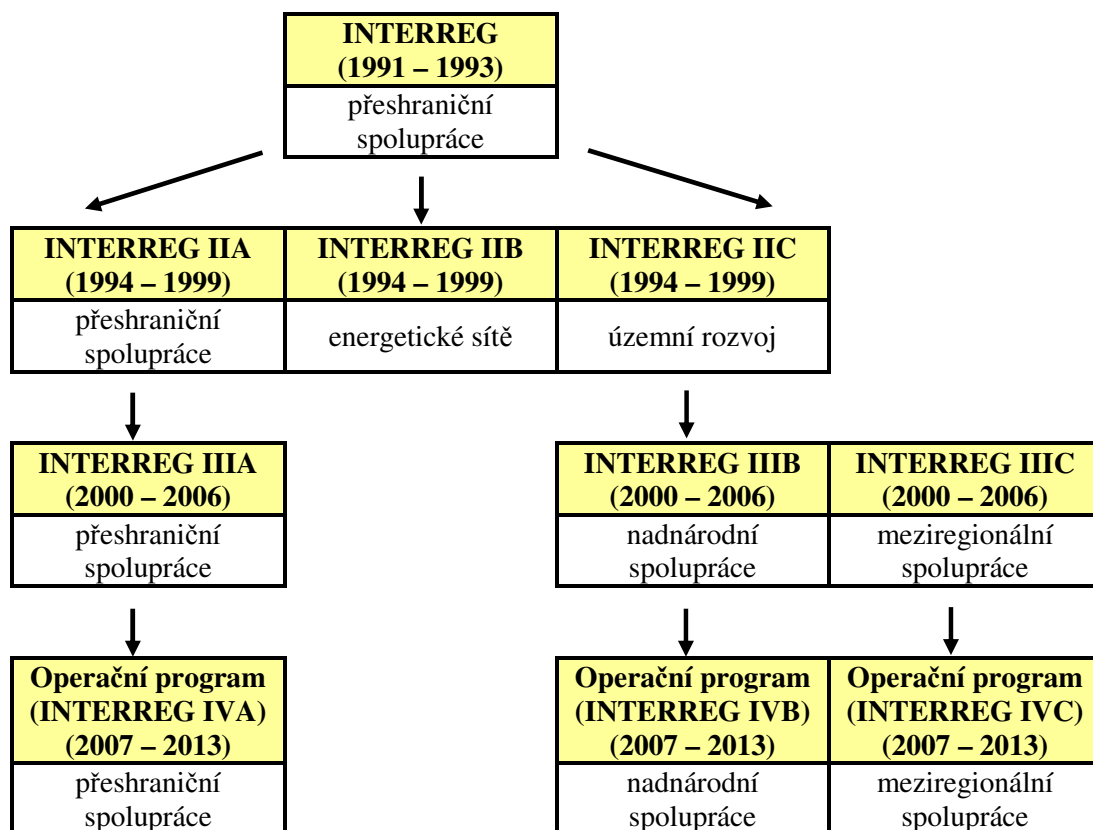 INTERREG
(1991 – 1993)
přeshraniční
spolupráce
INTERREG IIA
(1994 – 1999)
přeshraniční
spolupráce
INTERREG IIB
(1994 – 1999)
energetické sítě
INTERREG IIC
(1994 – 1999)
územní rozvoj
INTERREG IIIA
(2000 – 2006)
přeshraniční
spolupráce
INTERREG IIIB
(2000 – 2006)
nadnárodní
spolupráce
INTERREG IIIC
(2000 – 2006)
meziregionální
spolupráce
Operační program
(INTERREG IVA)
(2007 – 2013)
přeshraniční
spolupráce
Operační program
(INTERREG IVB)
(2007 – 2013)
nadnárodní
spolupráce
Operační program
(INTERREG IVC)
(2007 – 2013)
meziregionální
spolupráce